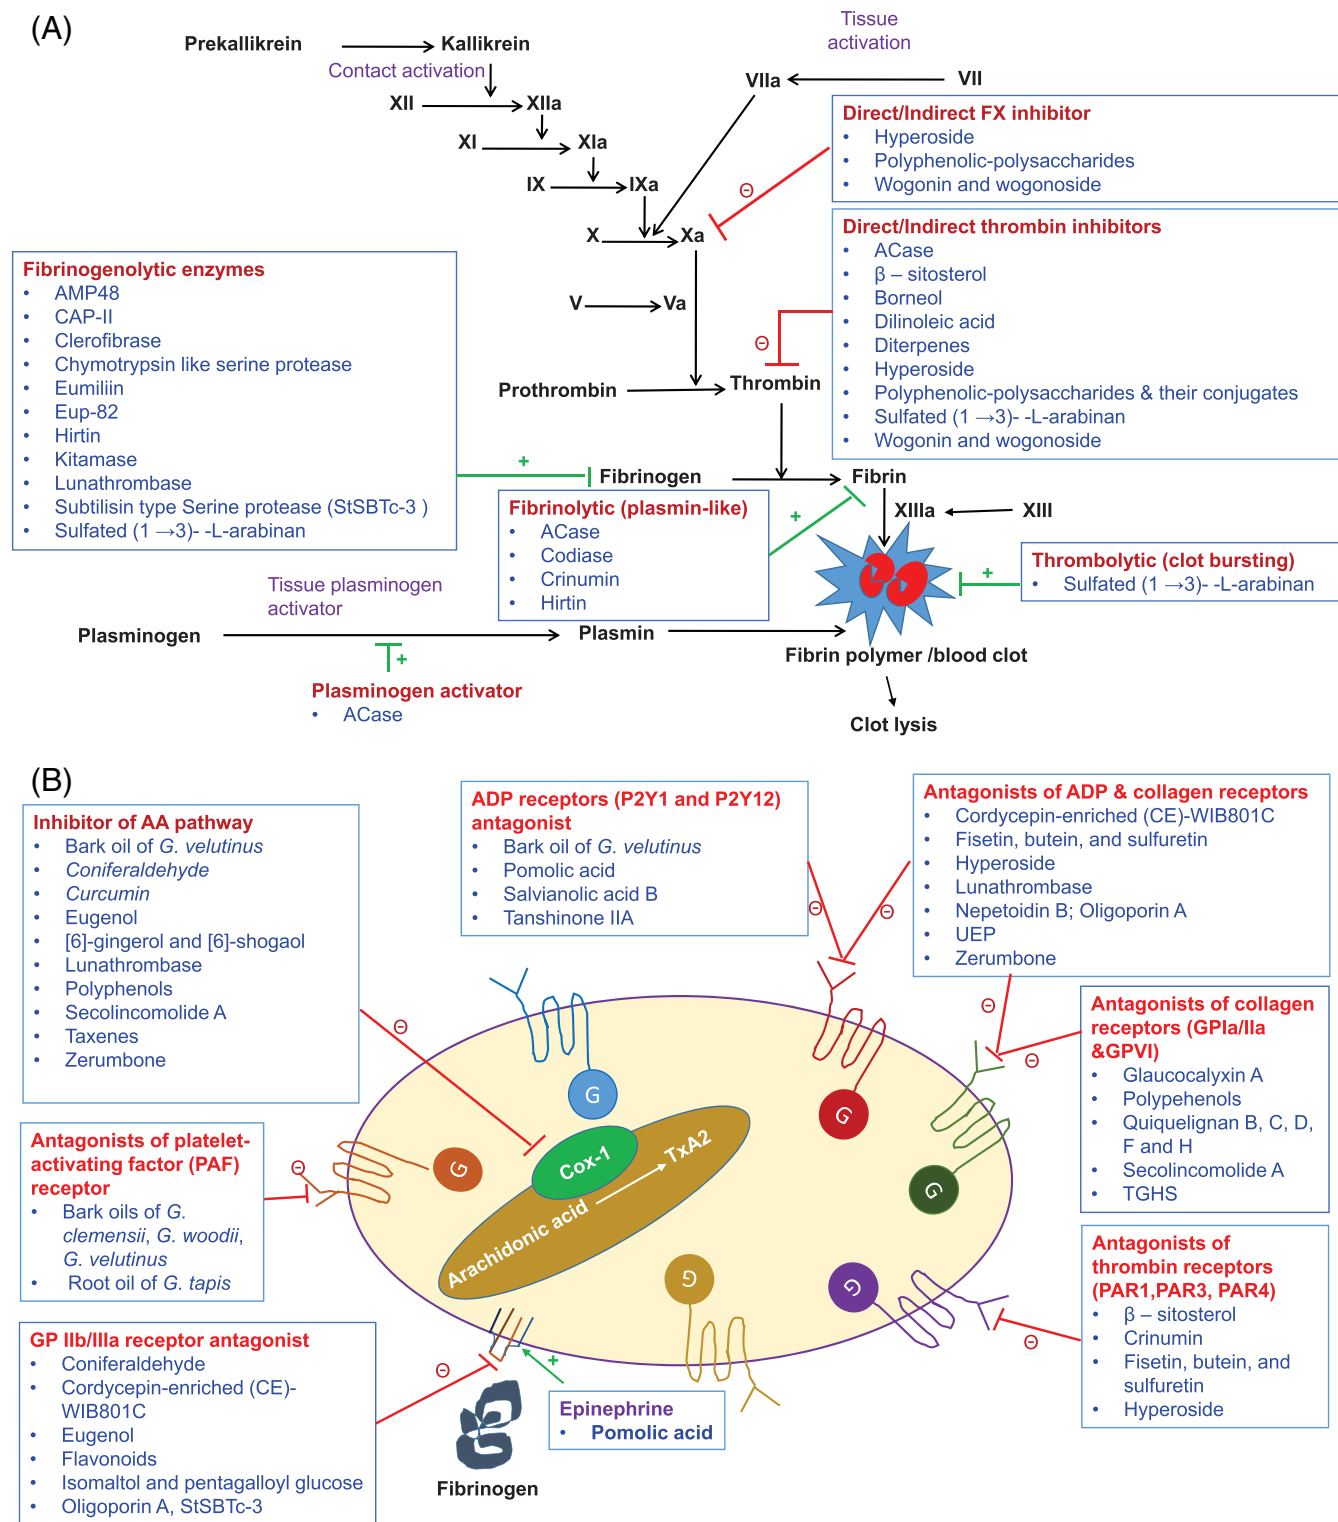 (A)
Prekallikrein
Kallikrein
Tissue
activation
Contact activation
VIIa
VII
XII
XIIa
XI
XIa
IX
IXa
X
Xa
V
Va
Prothrombin
Thrombin
Direct/Indirect FX inhibitor
• Hyperoside
• Polyphenolic-polysaccharides
• Wogonin and wogonoside
Θ
Direct/Indirect thrombin inhibitors
• ACase
• β – sitosterol
• Borneol
• Dilinoleic acid
• Diterpenes
• Hyperoside
• Polyphenolic-polysaccharides & their conjugates
• Sulfated (1 →3)- -L-arabinan
• Wogonin and wogonoside
Θ
Fibrinogenolytic enzymes
• AMP48
• CAP-II
• Clerofibrase
• Chymotrypsin like serine protease
• Eumiliin
• Eup-82
• Hirtin
• Kitamase
• Lunathrombase
• Subtilisin type Serine protease (StSBTc-3 )
• Sulfated (1 →3)- -L-arabinan
+
Fibrinogen
Fibrin
Fibrinolytic (plasmin-like)
• ACase
• Codiase
• Crinumin
• Hirtin
+
XIIIa
XIII
Thrombolytic (clot bursting)
• Sulfated (1 →3)- -L-arabinan
+
Tissue plasminogen
activator
Plasminogen
Plasmin
+
Plasminogen activator
• ACase
Fibrin polymer /blood clot
Clot lysis
(B)
Inhibitor of AA pathway
• Bark oil of G. velutinus
• Coniferaldehyde
• Curcumin
• Eugenol
• [6]-gingerol and [6]-shogaol
• Lunathrombase
• Polyphenols
• Secolincomolide A
• Taxenes
• Zerumbone
Θ
ADP receptors (P2Y1 and P2Y12)
antagonist
• Bark oil of G. velutinus
• Pomolic acid
• Salvianolic acid B
• Tanshinone IIA
Θ
Antagonists of ADP & collagen receptors
• Cordycepin-enriched (CE)-WIB801C
• Fisetin, butein, and sulfuretin
• Hyperoside
• Lunathrombase
• Nepetoidin B; Oligoporin A
• UEP
• Zerumbone
Θ
Θ
Antagonists of collagen
receptors (GPIa/IIa
&GPVI)
• Glaucocalyxin A
• Polypehenols
• Quiquelignan B, C, D,
F and H
• Secolincomolide A
• TGHS
Θ
Antagonists of platelet-
activating factor (PAF)
receptor
• Bark oils of G.
clemensii, G. woodii,
G. velutinus
• Root oil of G. tapis
Θ
G
G
G
G
G
G
Cox-1
Arachidonic acid
TxA2
Antagonists of
thrombin receptors
(PAR1,PAR3, PAR4)
• β – sitosterol
• Crinumin
• Fisetin, butein, and
sulfuretin
• Hyperoside
Θ
GP IIb/IIIa receptor antagonist
• Coniferaldehyde
• Cordycepin-enriched (CE)-
WIB801C
• Eugenol
• Flavonoids
• Isomaltol and pentagalloyl glucose
• Oligoporin A, StSBTc-3
Θ
+
Epinephrine
• Pomolic acid
Fibrinogen